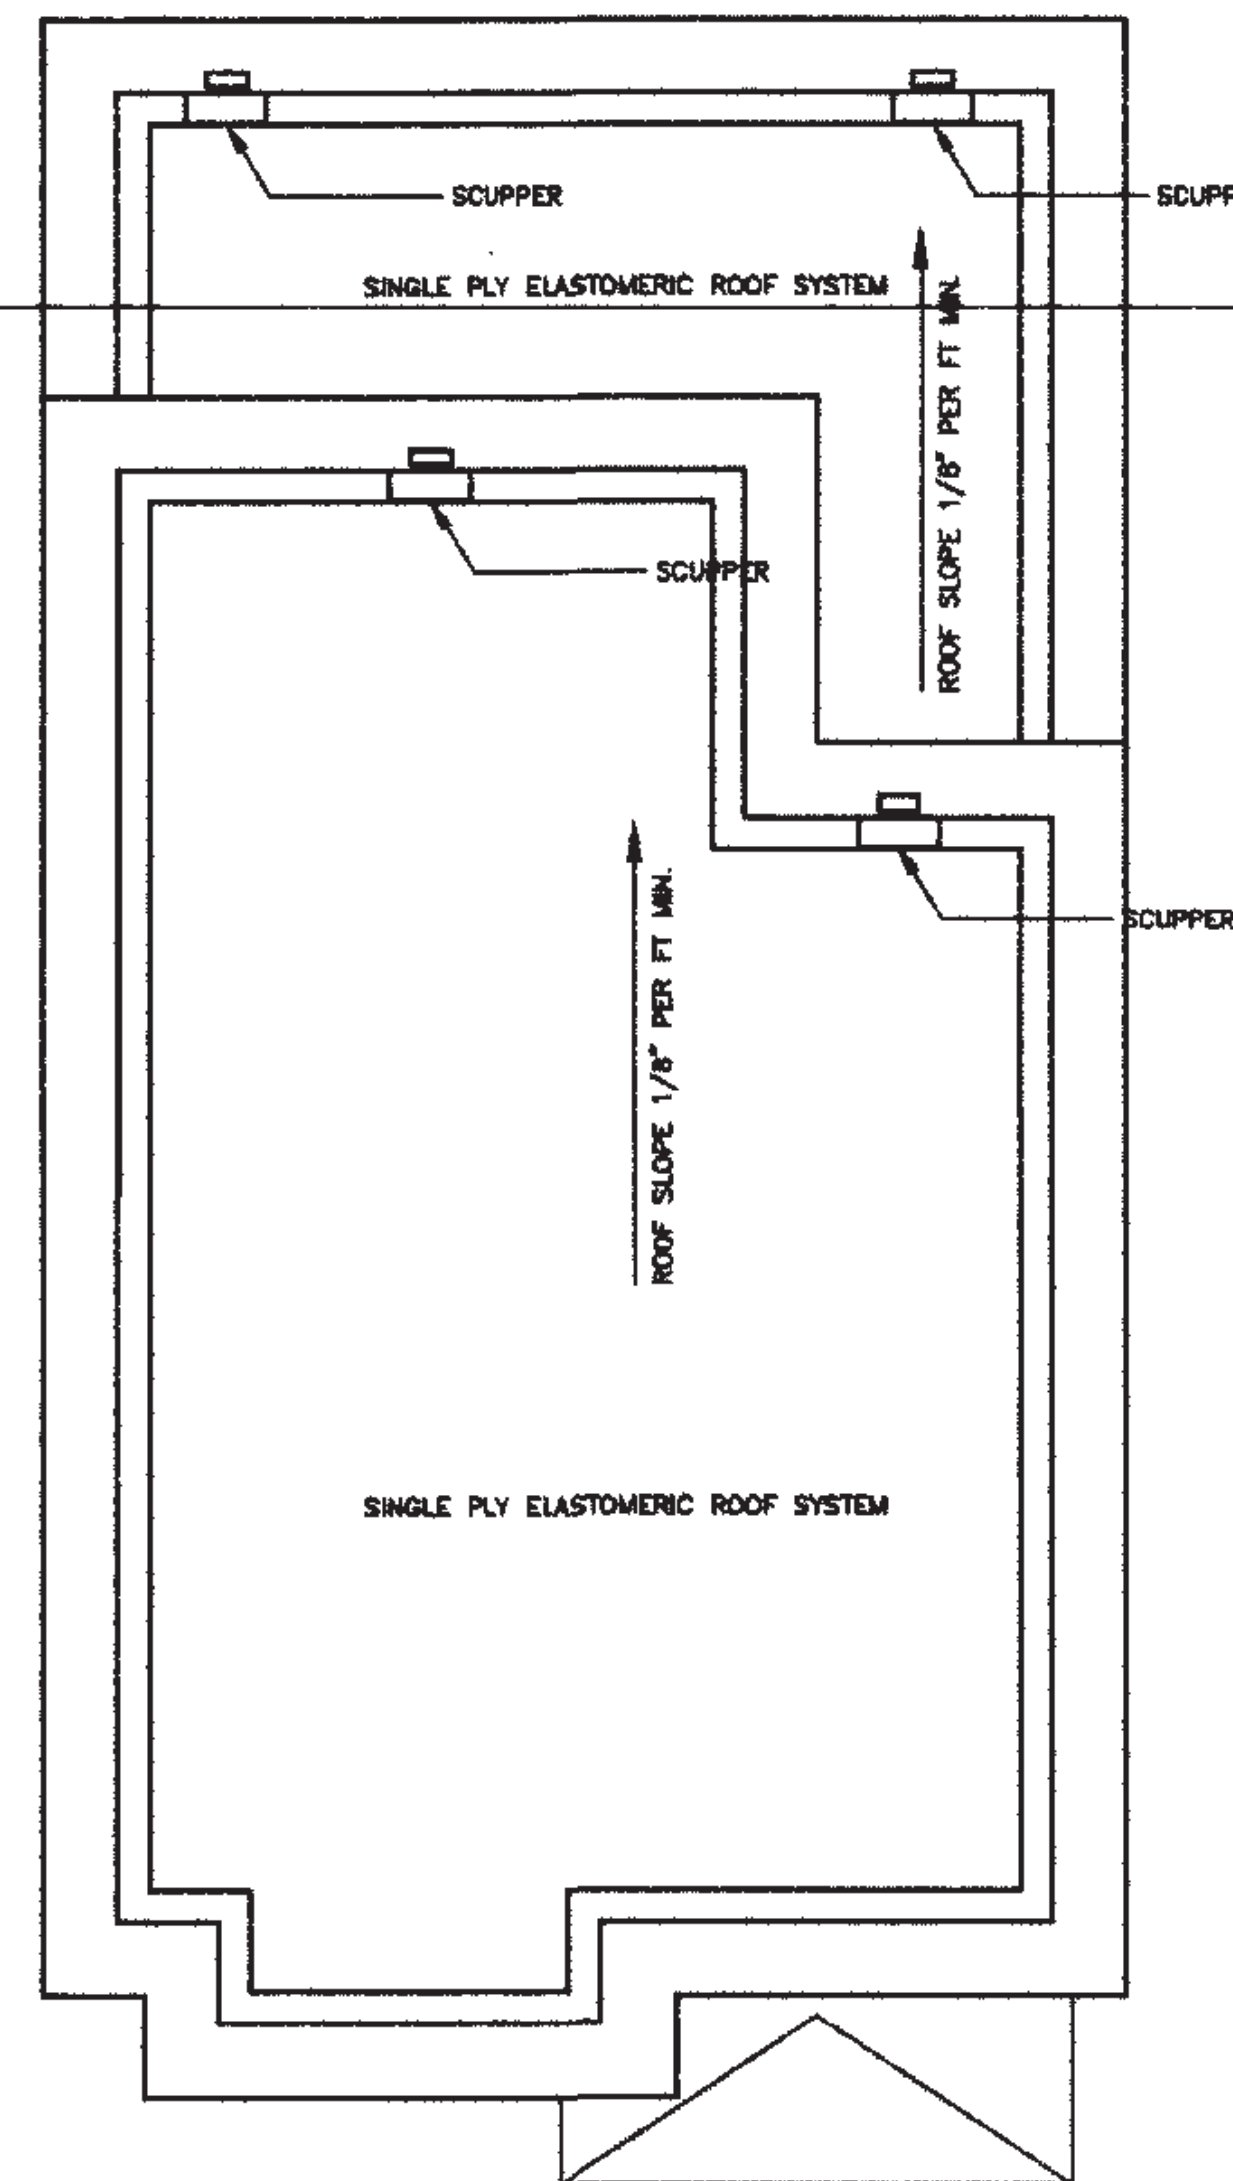 SCUPPER
SCUPP
SINGLE PLY ELASTOMERIC ROOF SYSTEM
ROOF SLOPE 1/8" PER FT MIN.
SCUPPER
SCUPPER
ROOF SLOPE 1/8" PER FT MIN.
SINGLE PLY ELASTOMERIC ROOF SYSTEM